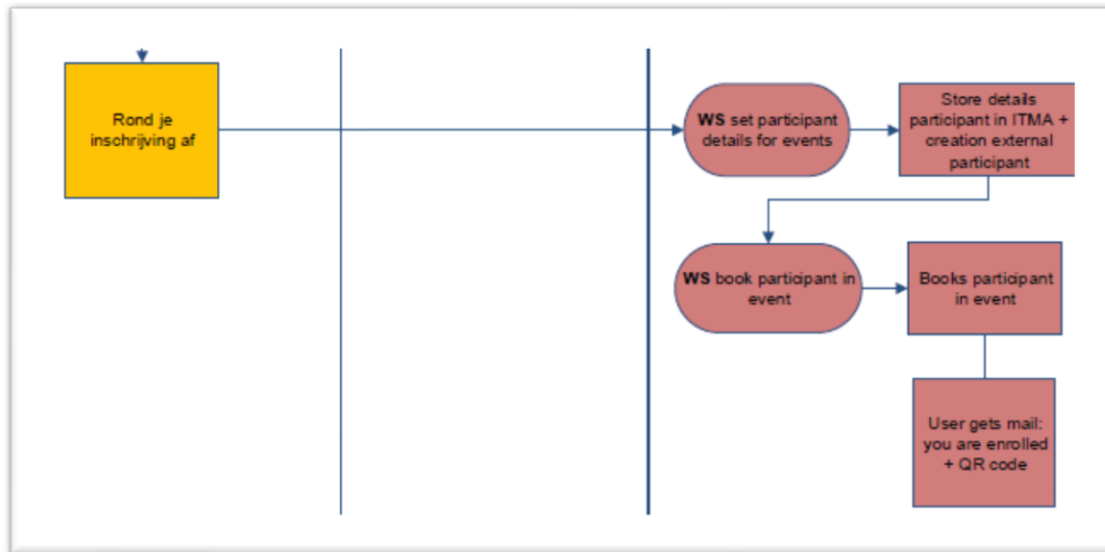 Rond je
inschrijving af
WS set participant
details for events
Store details
participant in ITMA +
creation external
participant
WS book participant in
event
Books participant
in event
User gets mail:
you are enrolled
+ QR code